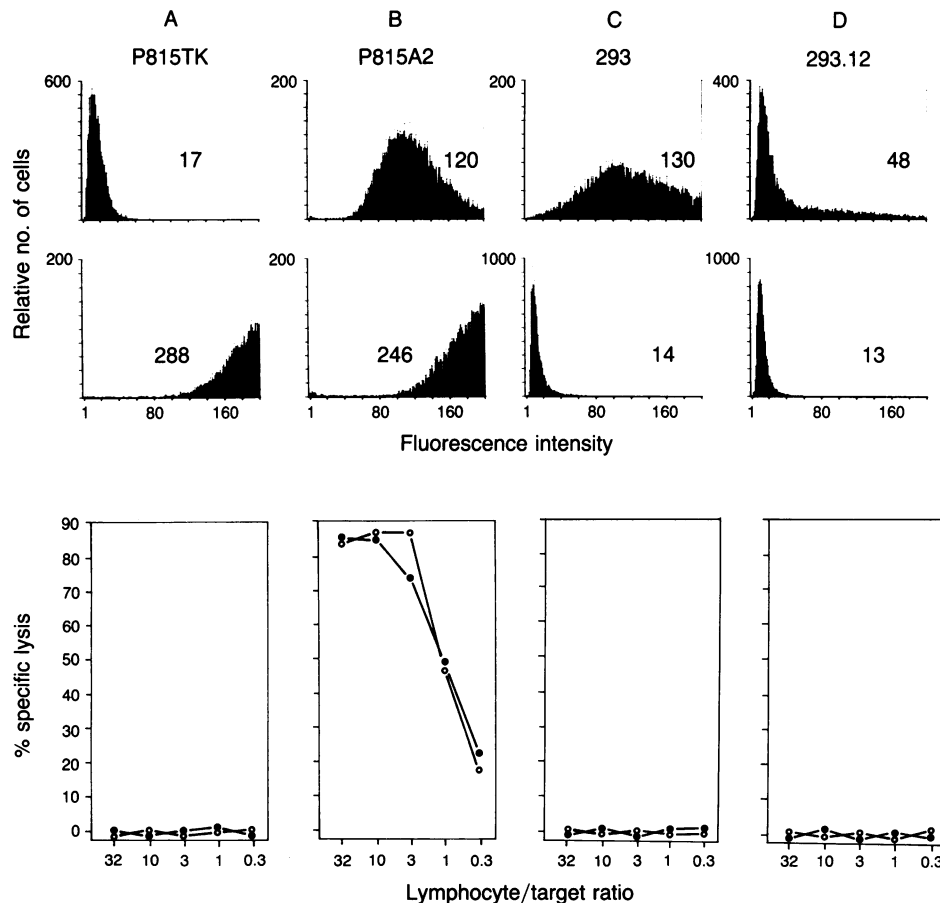 A B C D
P815TK P815A2 293 293.12
600 200 200 400
17 120 130 48
Relative no. of cells
200 200 1000 1000
288 246 14 13
1 80 160 1 80 160 1 80 160 1 80 160
Fluorescence intensity
90
80
70
60
50
40
30
20
10
0
% specific lysis
32 10 3 1 0.3 32 10 3 1 0.3 32 10 3 1 0.3 32 10 3 1 0.3
Lymphocyte/target ratio